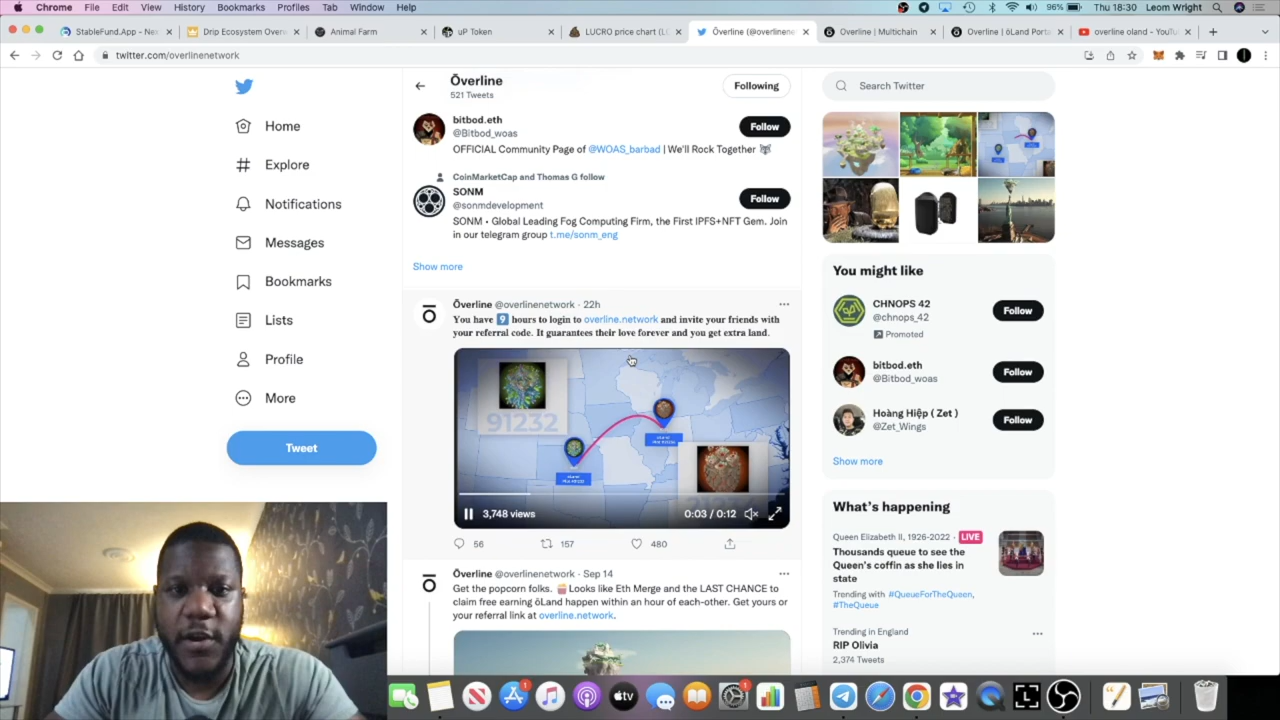 Chrome File Edit View History Bookmarks Profiles Tab Window Help
96% Thu 18:30 Leom Wright
StableFund.App - Ne
Drip Ecosystem Over
Animal Farm
uP Token
LUCRO price chart (L
Ōverline (@overlinene
Overline | Multichain
Overline | ōLand Porta
overline oland - YouTu
twitter.com/overlinenetwork
Home
Explore
Notifications
Messages
Bookmarks
Lists
Profile
More
Tweet
Ōverline
521 Tweets
Following
bitbod.eth
@Bitbod_woas
Follow
OFFICIAL Community Page of @WOAS_barbad | We'll Rock Together
CoinMarketCap and Thomas G follow
SONM
@sonmdevelopment
Follow
SONM • Global Leading Fog Computing Firm, the First IPFS+NFT Gem. Join
in our telegram group t.me/sonm_eng
Show more
Ōverline @overlinenetwork · 22h
You have 9 hours to login to overline.network and invite your friends with
your referral code. It guarantees their love forever and you get extra land.
91232
3,748 views
0:03 / 0:12
56 157 480
Ōverline @overlinenetwork · Sep 14
Get the popcorn folks. 🍿 Looks like Eth Merge and the LAST CHANCE to
claim free earning ōLand happen within an hour of each-other. Get yours or
your referral link at overline.network.
Search Twitter
You might like
CHNOPS 42
@chnops_42
Promoted
Follow
bitbod.eth
@Bitbod_woas
Follow
Hoàng Hiệp ( Zet )
@Zet_Wings
Follow
Show more
What's happening
Queen Elizabeth II, 1926-2022 · LIVE
Thousands queue to see the
Queen's coffin as she lies in
state
Trending with #QueueForTheQueen,
#TheQueue
Trending in England
RIP Olivia
2,374 Tweets